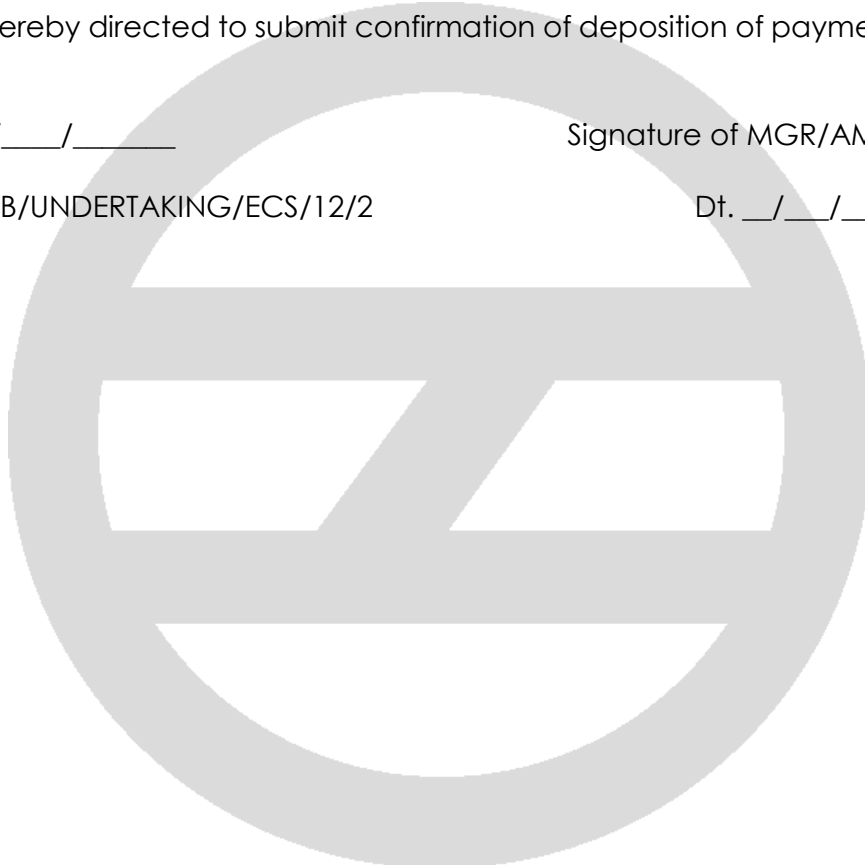 ereby directed to submit confirmation of deposition of payme
/____/_______ Signature of MGR/AM
B/UNDERTAKING/ECS/12/2 Dt. __/___/__